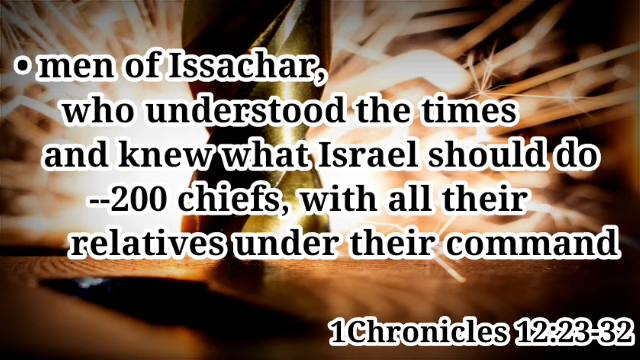 • men of Issachar,
who understood the times
and knew what Israel should do
--200 chiefs, with all their
relatives under their command
1Chronicles 12:23-32